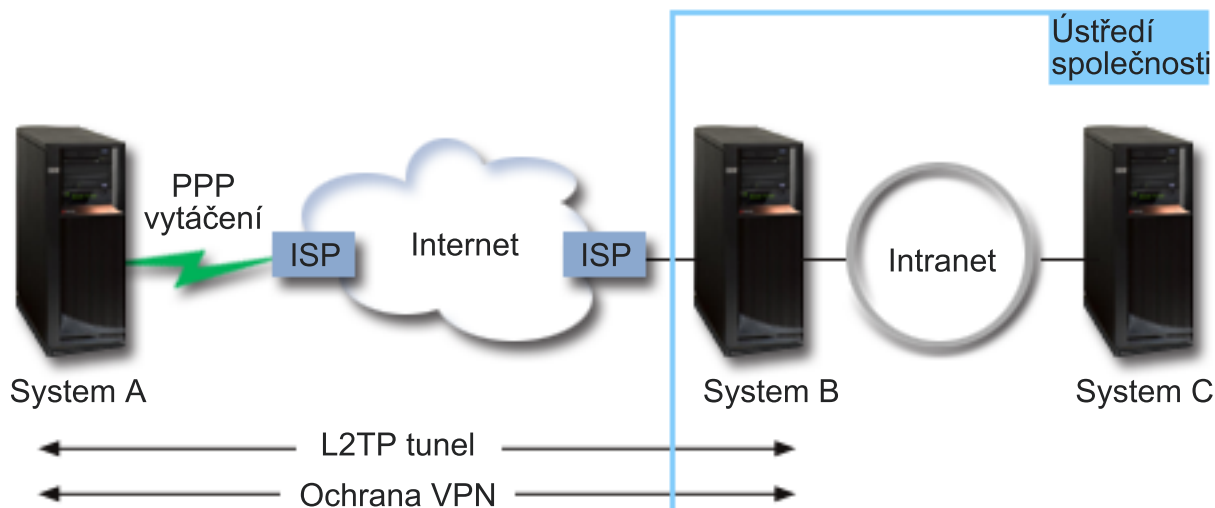 Ústředí
společnosti
PPP
vytáčení
ISP
Internet
ISP
Intranet
System A
System B
System C
L2TP tunel
Ochrana VPN